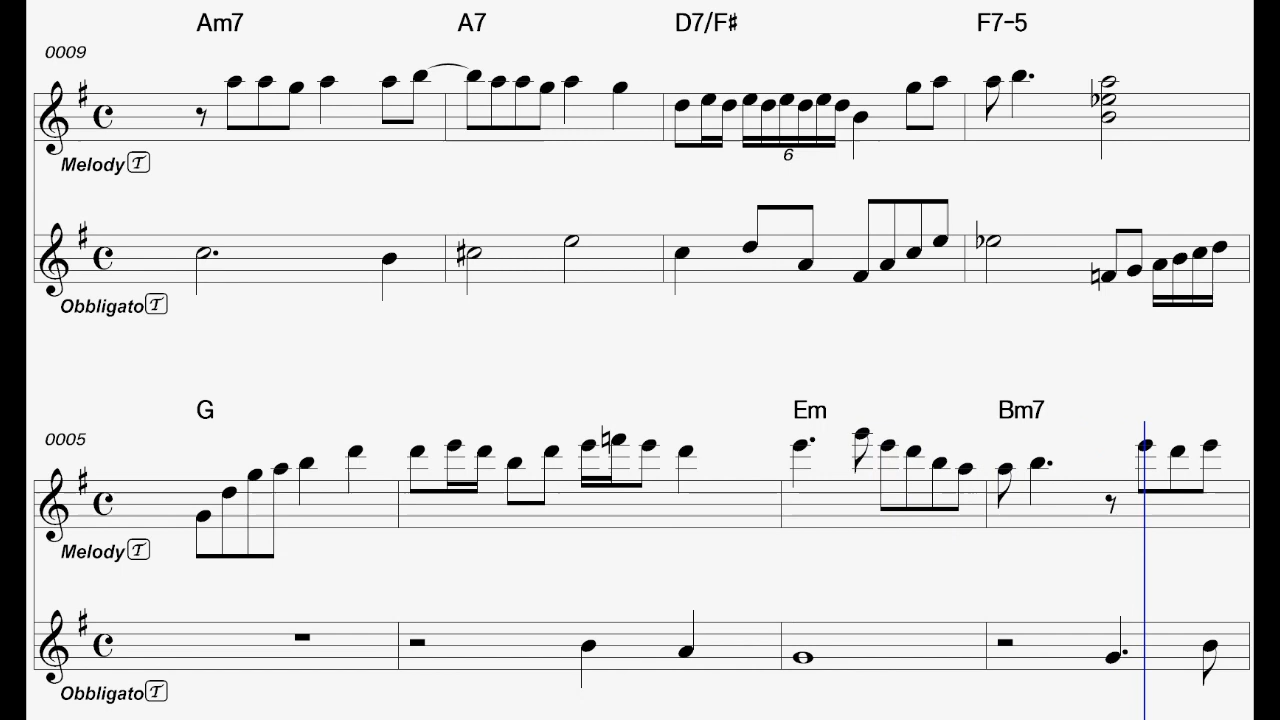 Am7 A7 D7/F♯ F7-5
0009
6
Melody T
Obbligato T
G Em Bm7
0005
Melody T
Obbligato T